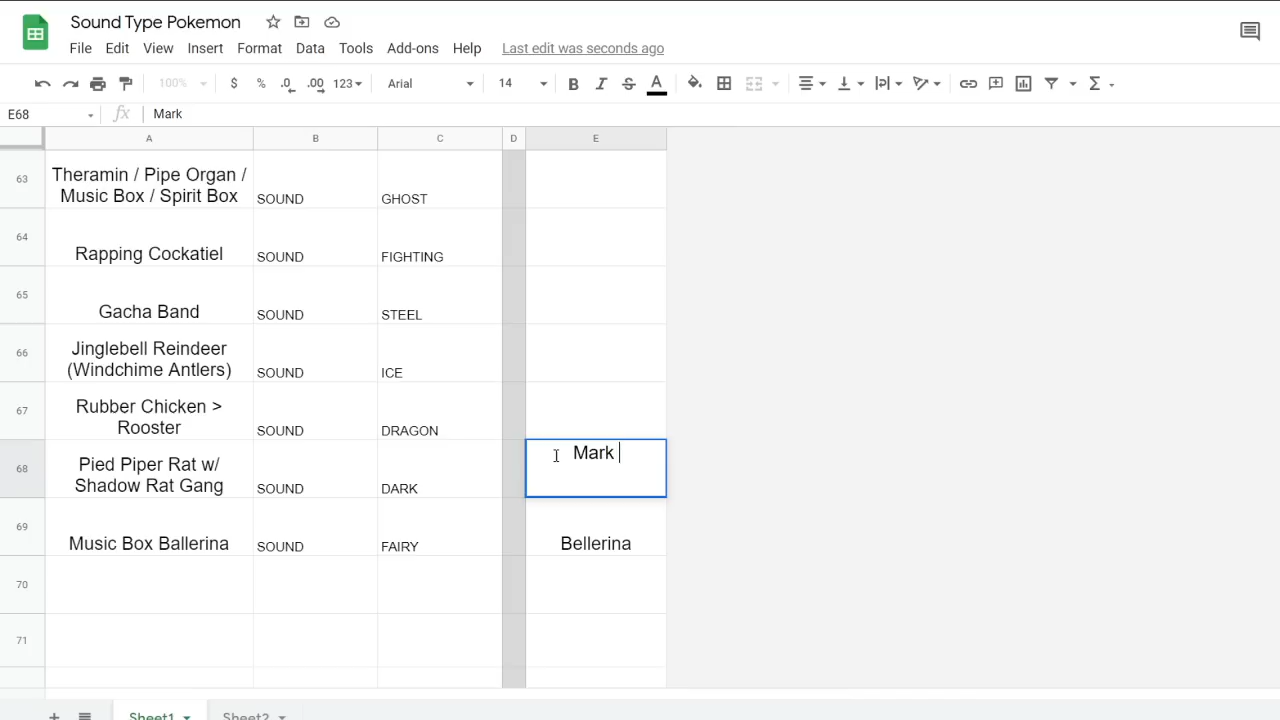 Sound Type Pokemon
File Edit View Insert Format Data Tools Add-ons Help Last edit was seconds ago
100% $ % .0 .00 123 Arial 14 B I S A Σ
E68 fx Mark
A B C D E
63 Theramin / Pipe Organ /
Music Box / Spirit Box SOUND GHOST
64 Rapping Cockatiel SOUND FIGHTING
65 Gacha Band SOUND STEEL
66 Jinglebell Reindeer
(Windchime Antlers) SOUND ICE
67 Rubber Chicken >
Rooster SOUND DRAGON
68 Pied Piper Rat w/
Shadow Rat Gang SOUND DARK Mark
69 Music Box Ballerina SOUND FAIRY Bellerina
70
71
+ Sheet1 Sheet2